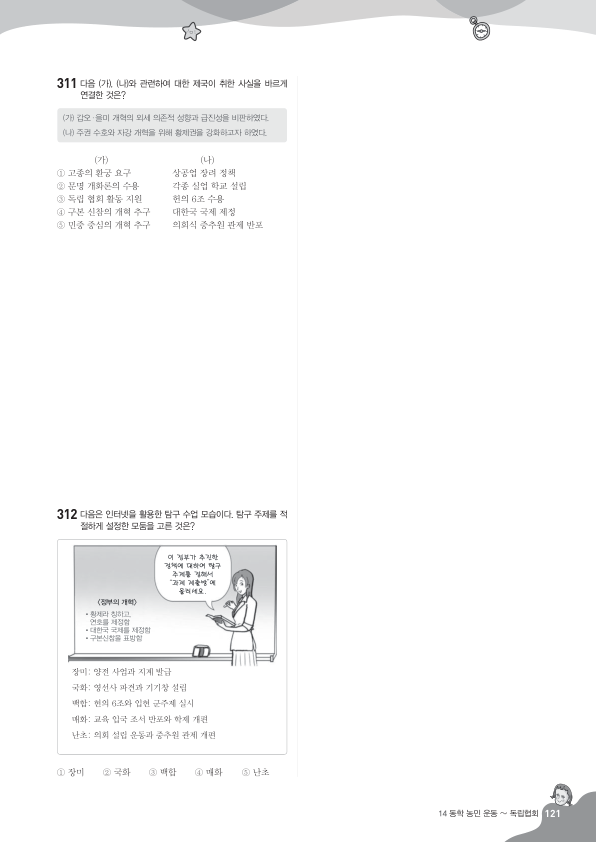 311 다음 (가), (나)와 관련하여 대한 제국이 취한 사실을 바르게
연결한 것은?
(가) 갑오·을미 개혁의 외세 의존적 성향과 급진성을 비판하였다.
(나) 주권 수호와 자강 개혁을 위해 황제권을 강화하고자 하였다.
(가) (나)
① 고종의 환궁 요구 상공업 장려 정책
② 문명 개화론의 수용 각종 실업 학교 설립
③ 독립 협회 활동 지원 헌의 6조 수용
④ 구본 신참의 개혁 추구 대한국 국제 제정
⑤ 민중 중심의 개혁 추구 의회식 중추원 관제 반포
312 다음은 인터넷을 활용한 탐구 수업 모습이다. 탐구 주제를 적
절하게 설정한 모둠을 고른 것은?
이 정부가 추진한
정책에 대하여 탐구
주제를 정해서
"과제 제출방"에
올리세요.
〈정부의 개혁〉
• 황제라 칭하고,
연호를 제정함
• 대한국 국제를 제정함
• 구본신참을 표방함
장미: 양전 사업과 지계 발급
국화: 영선사 파견과 기기창 설립
백합: 헌의 6조와 입헌 군주제 실시
매화: 교육 입국 조서 반포와 학제 개편
난초: 의회 설립 운동과 중추원 관제 개편
① 장미 ② 국화 ③ 백합 ④ 매화 ⑤ 난초
14 동학 농민 운동 ~ 독립협회 121